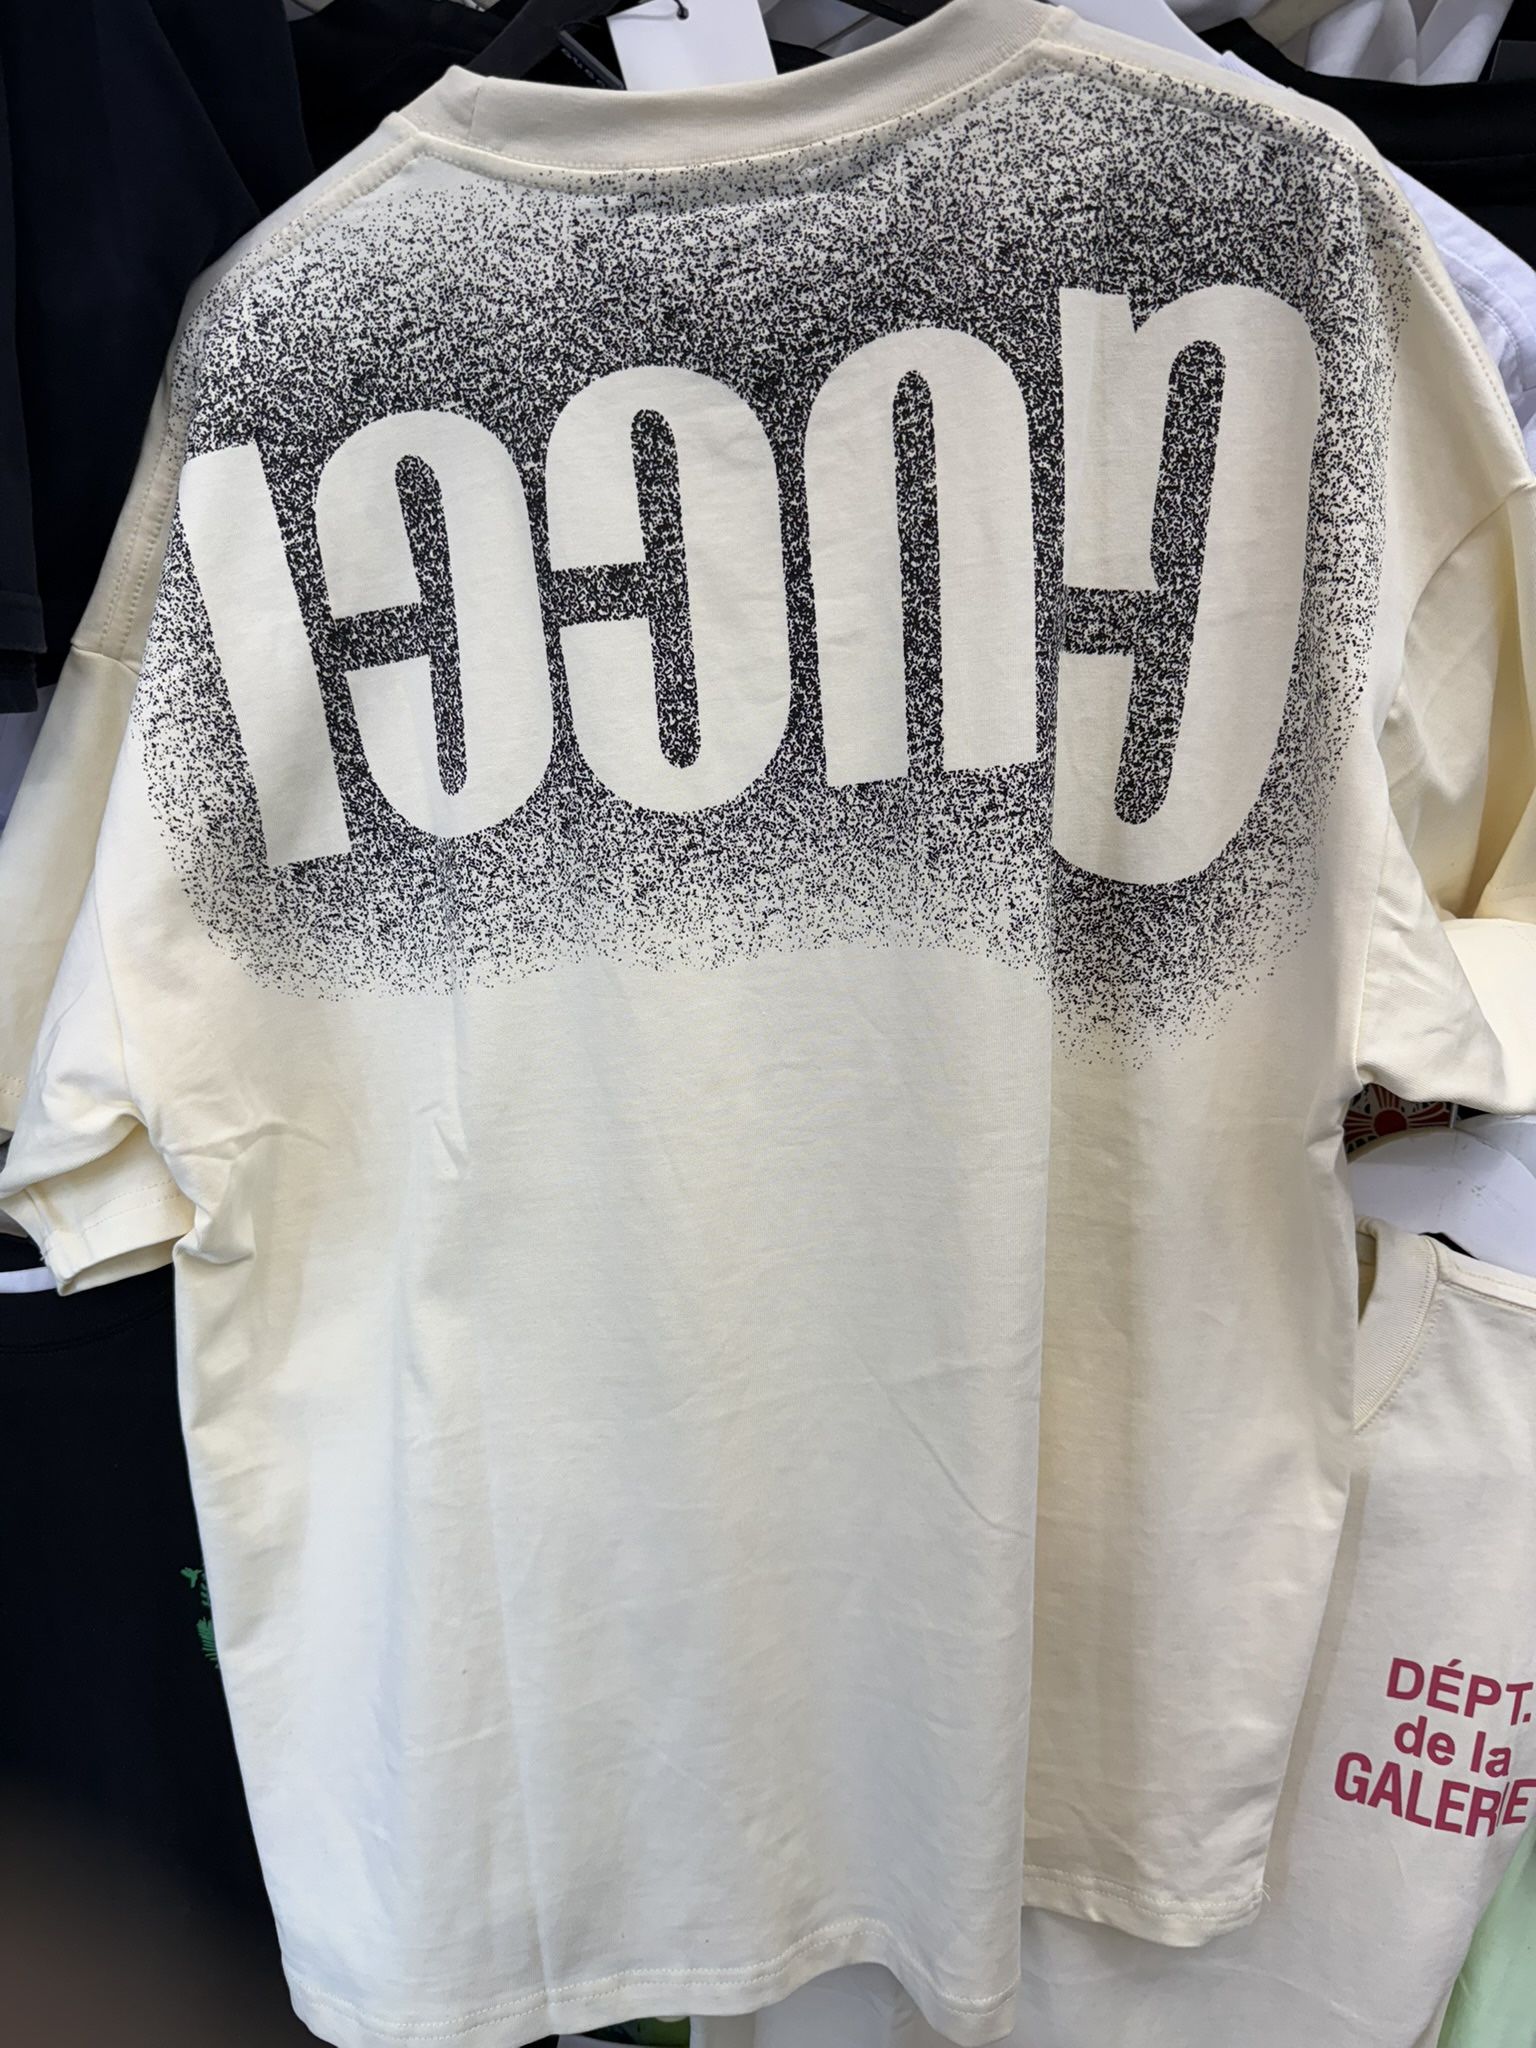 GUCCI
DÉPT.
de la
GALERIE